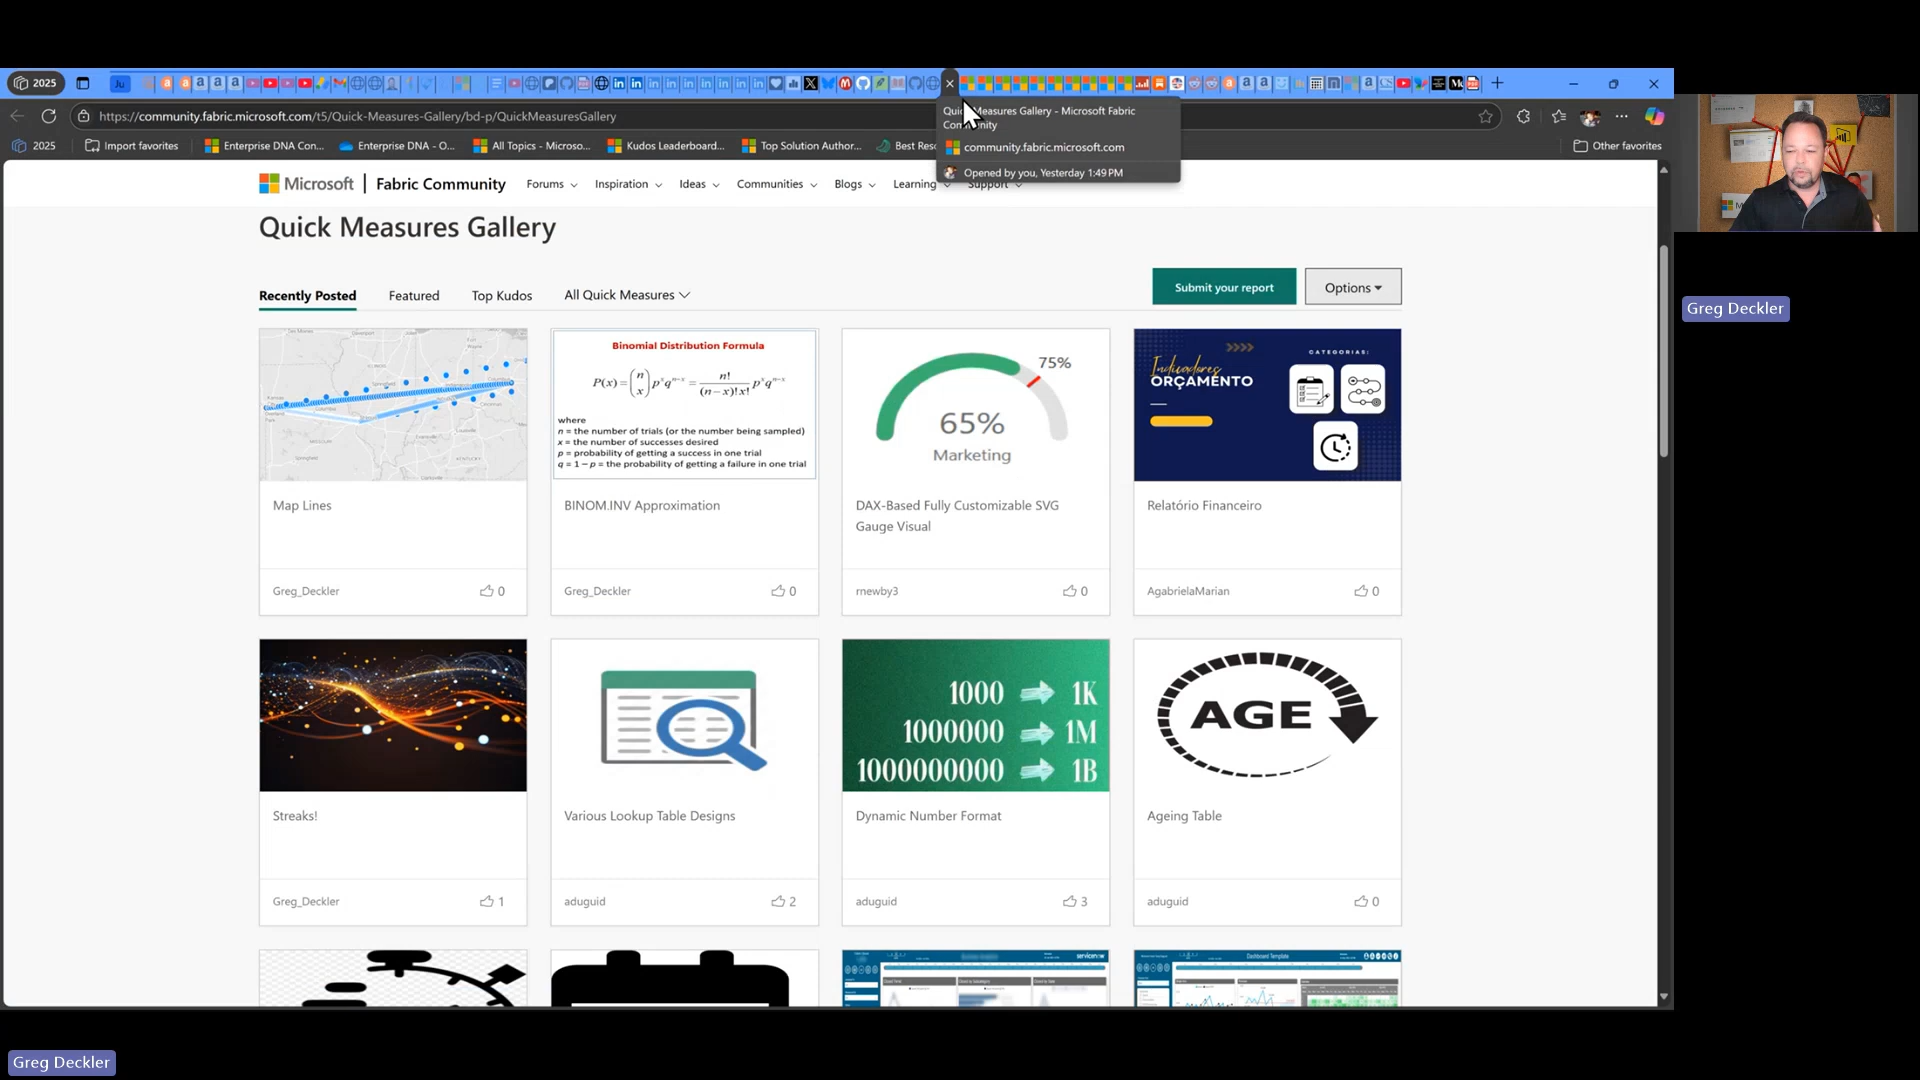 2025
Ju
https://community.fabric.microsoft.com/t5/Quick-Measures-Gallery/bd-p/QuickMeasuresGallery
2025
Import favorites
Enterprise DNA Con...
Enterprise DNA - O...
All Topics - Microso...
Kudos Leaderboard...
Top Solution Author...
Best Resc
Other favorites
Quick Measures Gallery - Microsoft Fabric
Community
community.fabric.microsoft.com
Opened by you, Yesterday 1:49 PM
Microsoft
Fabric Community
Forums
Inspiration
Ideas
Communities
Blogs
Learning
Support
Quick Measures Gallery
Recently Posted
Featured
Top Kudos
All Quick Measures
Submit your report
Options
Binomial Distribution Formula
P(x) = (n x) p^x q^(n-x) = n! / (n-x)! x! p^x q^(n-x)
where
n = the number of trials (or the number being sampled)
x = the number of successes desired
p = probability of getting a success in one trial
q = 1 – p = the probability of getting a failure in one trial
75%
65%
Marketing
Indicadores
ORÇAMENTO
CATEGORIAS:
Map Lines
BINOM.INV Approximation
DAX-Based Fully Customizable SVG
Gauge Visual
Relatório Financeiro
Greg_Deckler
0
Greg_Deckler
0
rnewby3
0
AgabrielaMarian
0
1000 1K
1000000 1M
1000000000 1B
AGE
Streaks!
Various Lookup Table Designs
Dynamic Number Format
Ageing Table
Greg_Deckler
1
aduguid
2
aduguid
3
aduguid
0
servicenow
Dashboard Template
Greg Deckler
Greg Deckler